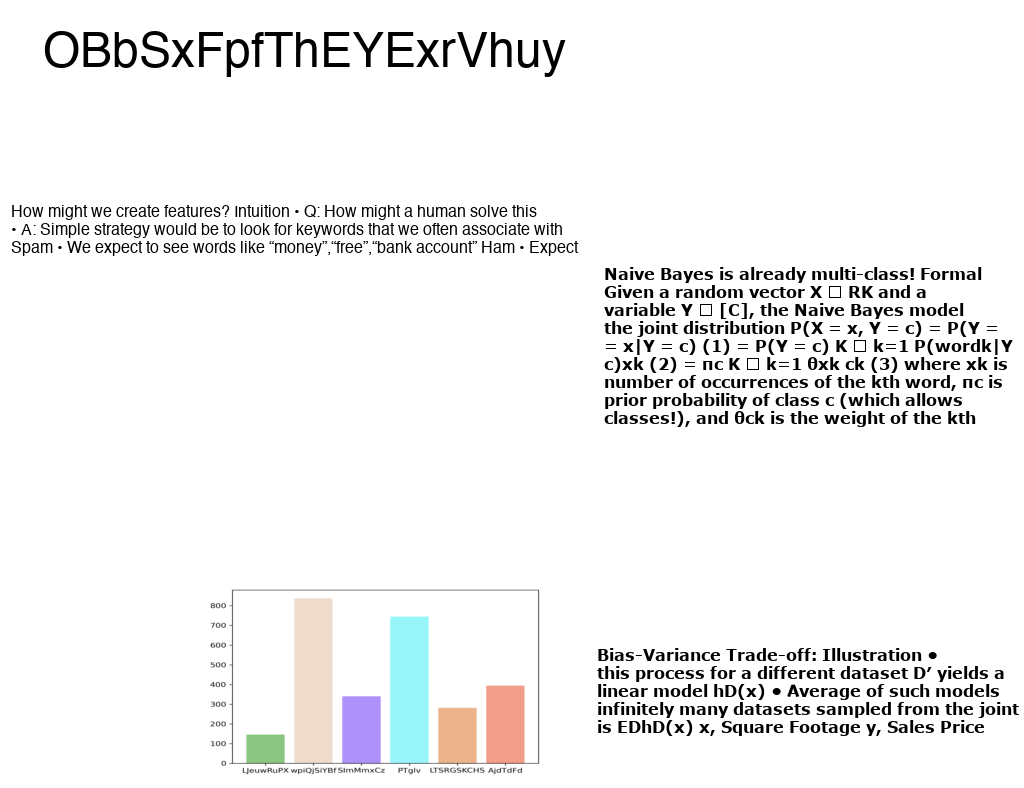 OBbSxFpfThEYExrVhuy
How might we create features? Intuition • Q: How might a human solve this
• A: Simple strategy would be to look for keywords that we often associate with
Spam • We expect to see words like “money”,“free”,“bank account” Ham • Expect
Naive Bayes is already multi-class! Formal
Given a random vector X □ RK and a
variable Y □ [C], the Naive Bayes model
the joint distribution P(X = x, Y = c) = P(Y =
= x|Y = c) (1) = P(Y = c) K □ k=1 P(wordk|Y
c)xk (2) = πc K □ k=1 θxk ck (3) where xk is
number of occurrences of the kth word, πc is
prior probability of class c (which allows
classes!), and θck is the weight of the kth
800
700
600
500
400
300
200
100
0
LJeuwRuPX wpiQjSiYBf SImMmxCz PTgIv LTSRGSKCHS AjdTdFd
Bias-Variance Trade-off: Illustration •
this process for a different dataset D’ yields a
linear model hD(x) • Average of such models
infinitely many datasets sampled from the joint
is EDhD(x) x, Square Footage y, Sales Price